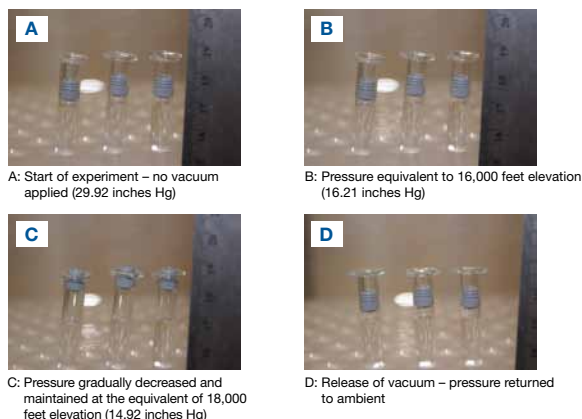 A
B
A: Start of experiment – no vacuum
applied (29.92 inches Hg)
B: Pressure equivalent to 16,000 feet elevation
(16.21 inches Hg)
C
D
C: Pressure gradually decreased and
maintained at the equivalent of 18,000
feet elevation (14.92 inches Hg)
D: Release of vacuum – pressure returned
to ambient